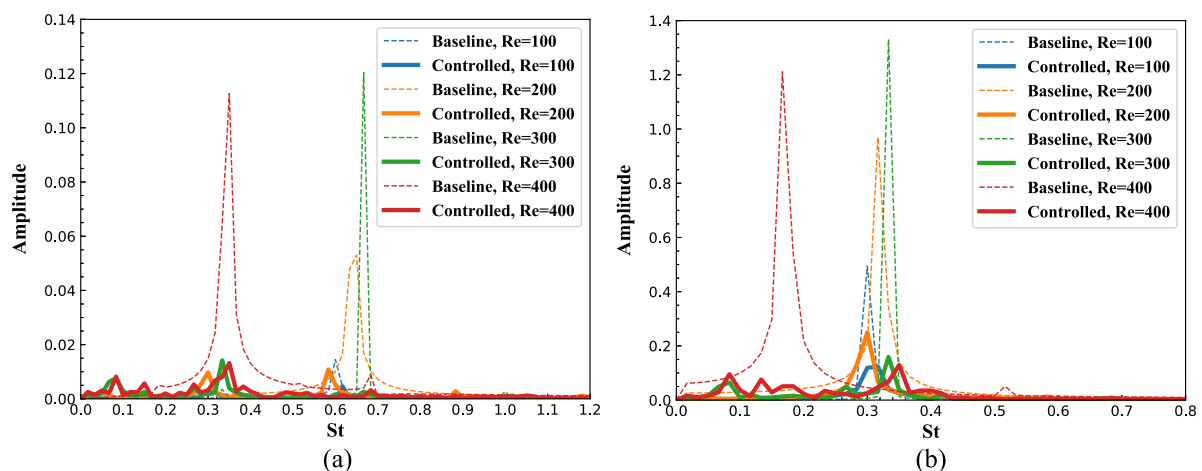 0.14
0.12
0.10
0.08
0.06
0.04
0.02
0.00
Amplitude
Baseline, Re=100
Controlled, Re=100
Baseline, Re=200
Controlled, Re=200
Baseline, Re=300
Controlled, Re=300
Baseline, Re=400
Controlled, Re=400
0.0 0.1 0.2 0.3 0.4 0.5 0.6 0.7 0.8 0.9 1.0 1.1 1.2
St
(a)
1.4
1.2
1.0
0.8
0.6
0.4
0.2
0.0
Amplitude
Baseline, Re=100
Controlled, Re=100
Baseline, Re=200
Controlled, Re=200
Baseline, Re=300
Controlled, Re=300
Baseline, Re=400
Controlled, Re=400
0.0 0.1 0.2 0.3 0.4 0.5 0.6 0.7 0.8
St
(b)